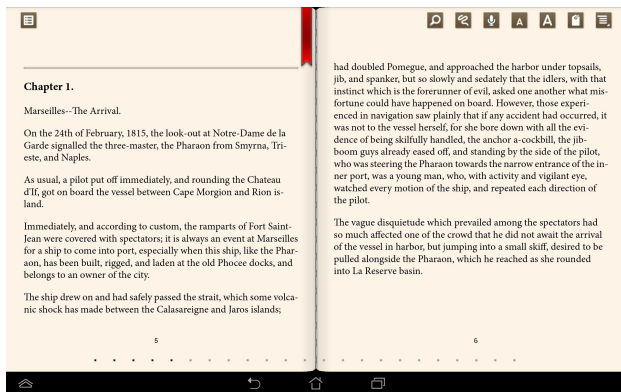 Chapter 1.
Marseilles--The Arrival.
On the 24th of February, 1815, the look-out at Notre-Dame de la
Garde signalled the three-master, the Pharaon from Smyrna, Tri-
este, and Naples.
As usual, a pilot put off immediately, and rounding the Chateau
d'If, got on board the vessel between Cape Morgion and Rion is-
land.
Immediately, and according to custom, the ramparts of Fort Saint-
Jean were covered with spectators; it is always an event at Marseilles
for a ship to come into port, especially when this ship, like the Phar-
aon, has been built, rigged, and laden at the old Phocee docks, and
belongs to an owner of the city.
The ship drew on and had safely passed the strait, which some volca-
nic shock has made between the Calasareigne and Jaros islands;
5
A
A
had doubled Pomegue, and approached the harbor under topsails,
jib, and spanker, but so slowly and sedately that the idlers, with that
instinct which is the forerunner of evil, asked one another what mis-
fortune could have happened on board. However, those experi-
enced in navigation saw plainly that if any accident had occurred, it
was not to the vessel herself, for she bore down with all the evi-
dence of being skilfully handled, the anchor a-cockbill, the jib-
boom guys already eased off, and standing by the side of the pilot,
who was steering the Pharaon towards the narrow entrance of the in-
ner port, was a young man, who, with activity and vigilant eye,
watched every motion of the ship, and repeated each direction of
the pilot.
The vague disquietude which prevailed among the spectators had
so much affected one of the crowd that he did not await the arrival
of the vessel in harbor, but jumping into a small skiff, desired to be
pulled alongside the Pharaon, which he reached as she rounded
into La Reserve basin.
6